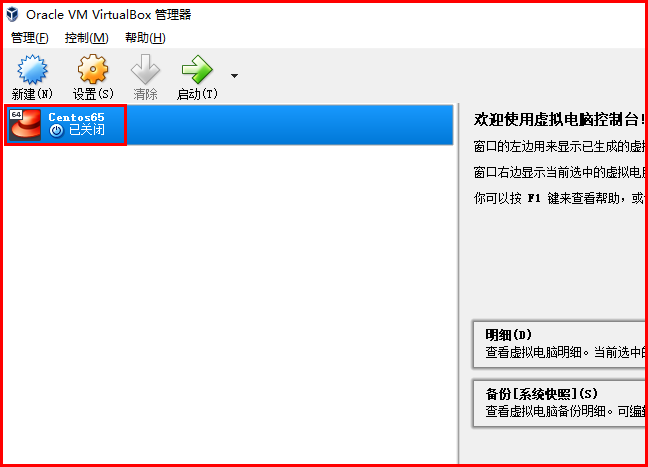 Oracle VM VirtualBox 管理器
管理(F) 控制(M) 帮助(H)
新建(N) 设置(S) 清除 启动(T)
64
Centos65
已关闭
欢迎使用虚拟电脑控制台!
窗口的左边用来显示已生成的虚
窗口右边显示当前选中的虚拟电
你可以按 F1 键来查看帮助，或
明细(D)
查看虚拟电脑明细。当前选中的
备份[系统快照](S)
查看虚拟电脑备份明细。可编